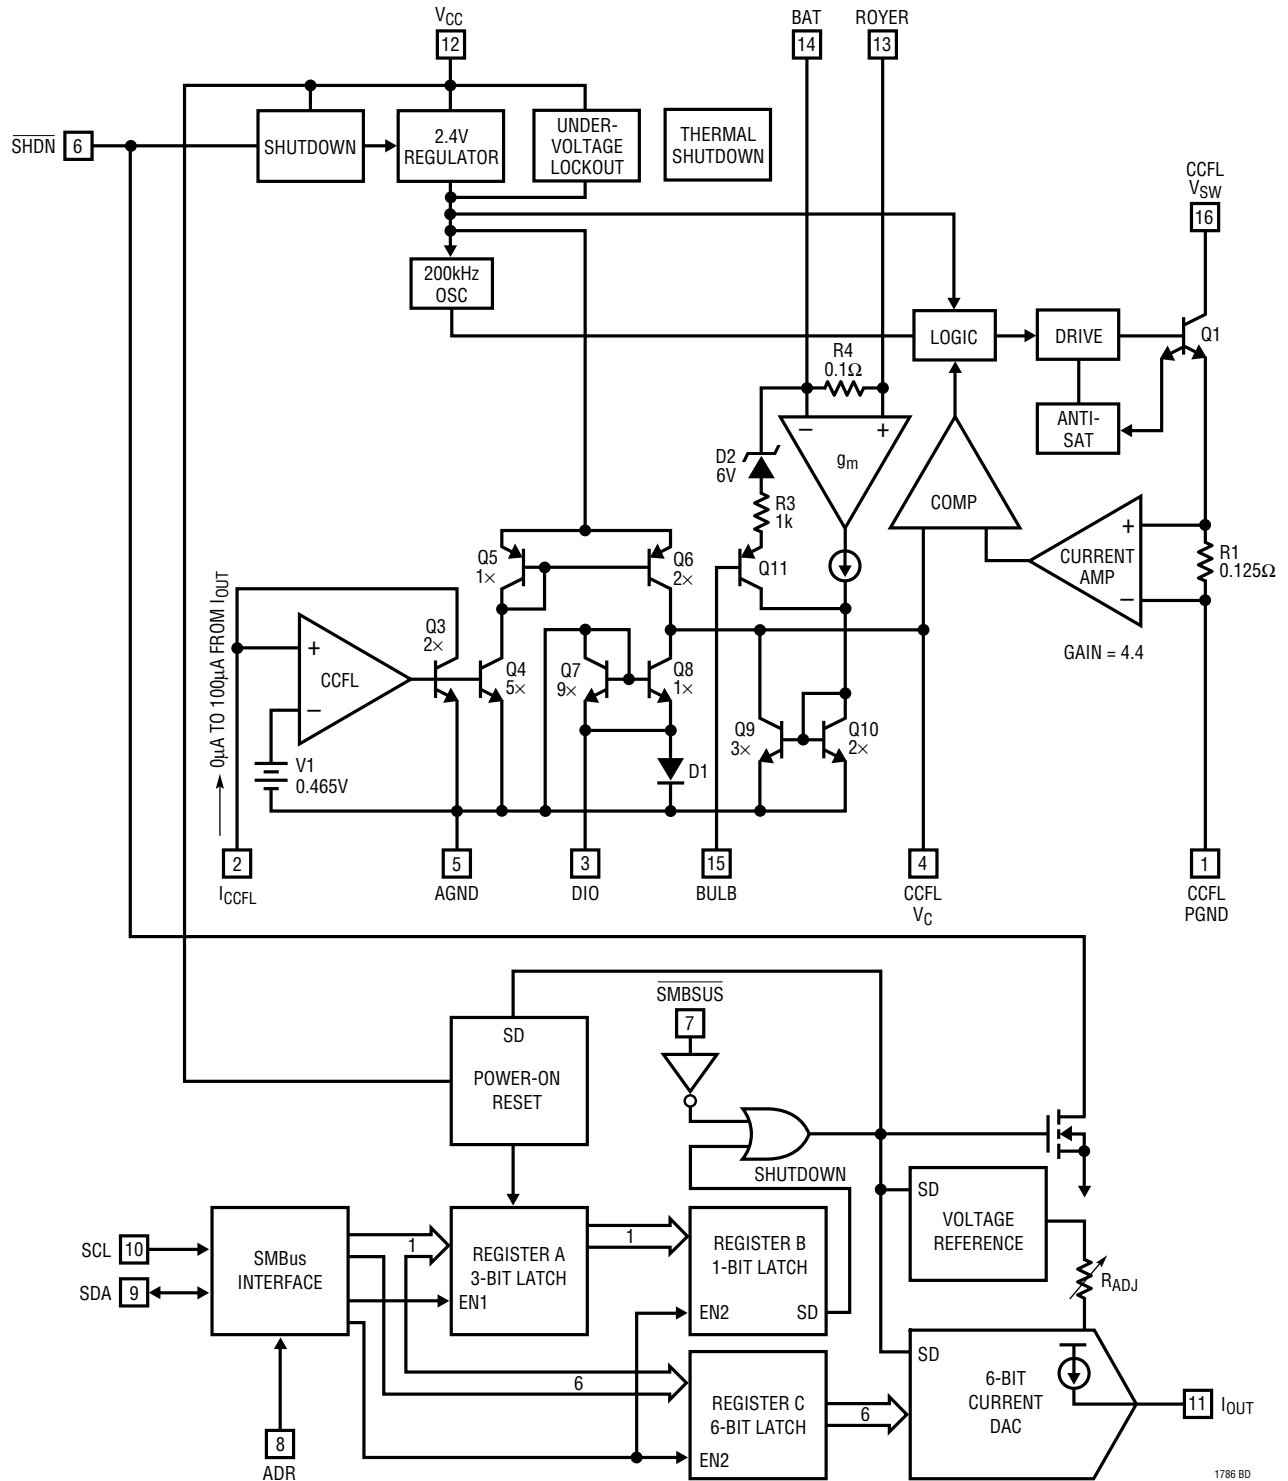 VCC
12
BAT
14
ROYER
13
SHDN
6
SHUTDOWN
2.4V
REGULATOR
UNDER-
VOLTAGE
LOCKOUT
THERMAL
SHUTDOWN
CCFL
VSW
16
200kHz
OSC
LOGIC
DRIVE
Q1
R4
0.1Ω
ANTI-
SAT
–
+
gm
D2
6V
R3
1k
COMP
+
CURRENT
AMP
–
R1
0.125Ω
GAIN = 4.4
Q5
1×
Q6
2×
Q11
0µA TO 100µA FROM IOUT
Q3
2×
+
CCFL
–
Q4
5×
Q7
9×
Q8
1×
Q9
3×
Q10
2×
V1
0.465V
D1
2
ICCFL
5
AGND
3
DIO
15
BULB
4
CCFL
VC
1
CCFL
PGND
SMBSUS
7
SD
POWER-ON
RESET
SHUTDOWN
SD
VOLTAGE
REFERENCE
RADJ
SCL
10
SDA
9
SMBus
INTERFACE
1
REGISTER A
3-BIT LATCH
EN1
1
REGISTER B
1-BIT LATCH
EN2
SD
6
REGISTER C
6-BIT LATCH
EN2
6
SD
6-BIT
CURRENT
DAC
11
IOUT
8
ADR
1786 BD